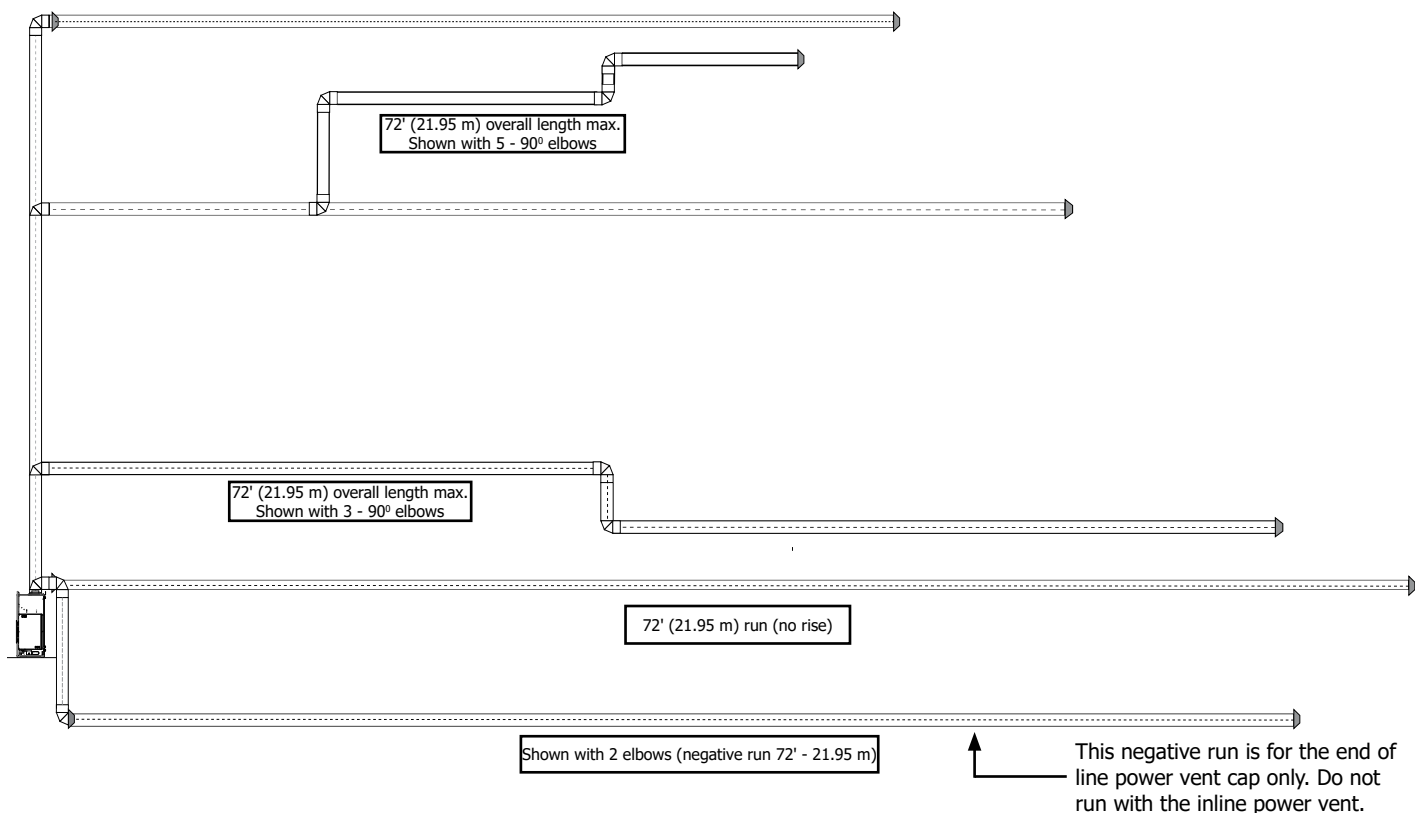 72' (21.95 m) overall length max.
Shown with 5 - 90⁰ elbows
72' (21.95 m) overall length max.
Shown with 3 - 90⁰ elbows
72' (21.95 m) run (no rise)
Shown with 2 elbows (negative run 72' - 21.95 m)
This negative run is for the end of
line power vent cap only. Do not
run with the inline power vent.